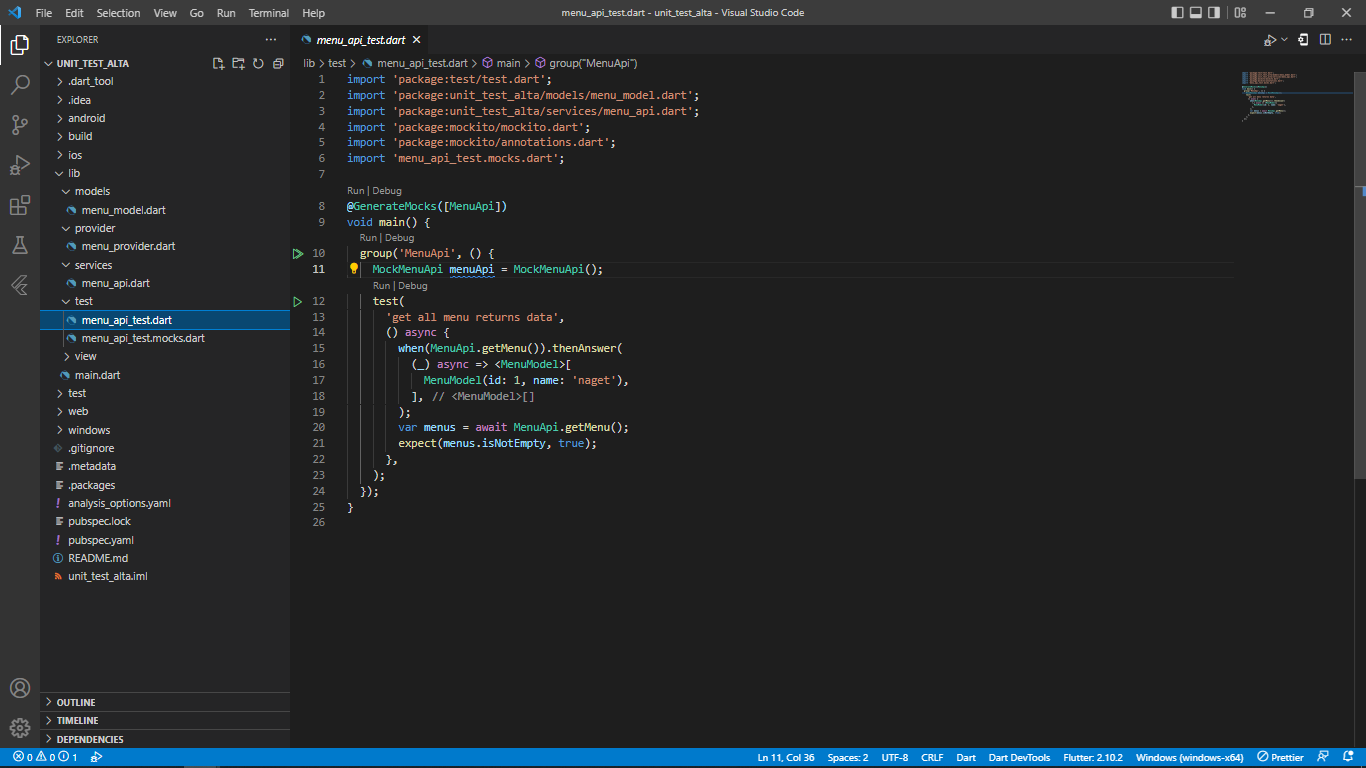 File Edit Selection View Go Run Terminal Help
menu_api_test.dart - unit_test_alta - Visual Studio Code
EXPLORER
UNIT_TEST_ALTA
.dart_tool
.idea
android
build
ios
lib
models
menu_model.dart
provider
menu_provider.dart
services
menu_api.dart
test
menu_api_test.dart
menu_api_test.mocks.dart
view
main.dart
test
web
windows
.gitignore
.metadata
.packages
analysis_options.yaml
pubspec.lock
pubspec.yaml
README.md
unit_test_alta.iml
OUTLINE
TIMELINE
DEPENDENCIES
menu_api_test.dart
lib > test > menu_api_test.dart > main > group("MenuApi")
1 import 'package:test/test.dart';
2 import 'package:unit_test_alta/models/menu_model.dart';
3 import 'package:unit_test_alta/services/menu_api.dart';
4 import 'package:mockito/mockito.dart';
5 import 'package:mockito/annotations.dart';
6 import 'menu_api_test.mocks.dart';
7
Run | Debug
8 @GenerateMocks([MenuApi])
9 void main() {
Run | Debug
10 group('MenuApi', () {
11 MockMenuApi menuApi = MockMenuApi();
Run | Debug
12 test(
13 'get all menu returns data',
14 () async {
15 when(MenuApi.getMenu()).thenAnswer(
16 (_) async => <MenuModel>[
17 MenuModel(id: 1, name: 'naget'),
18 ], // <MenuModel>[]
19 );
20 var menus = await MenuApi.getMenu();
21 expect(menus.isNotEmpty, true);
22 },
23 );
24 });
25 }
26
0 0 1
Ln 11, Col 36 Spaces: 2 UTF-8 CRLF Dart Dart DevTools Flutter: 2.10.2 Windows (windows-x64) Prettier